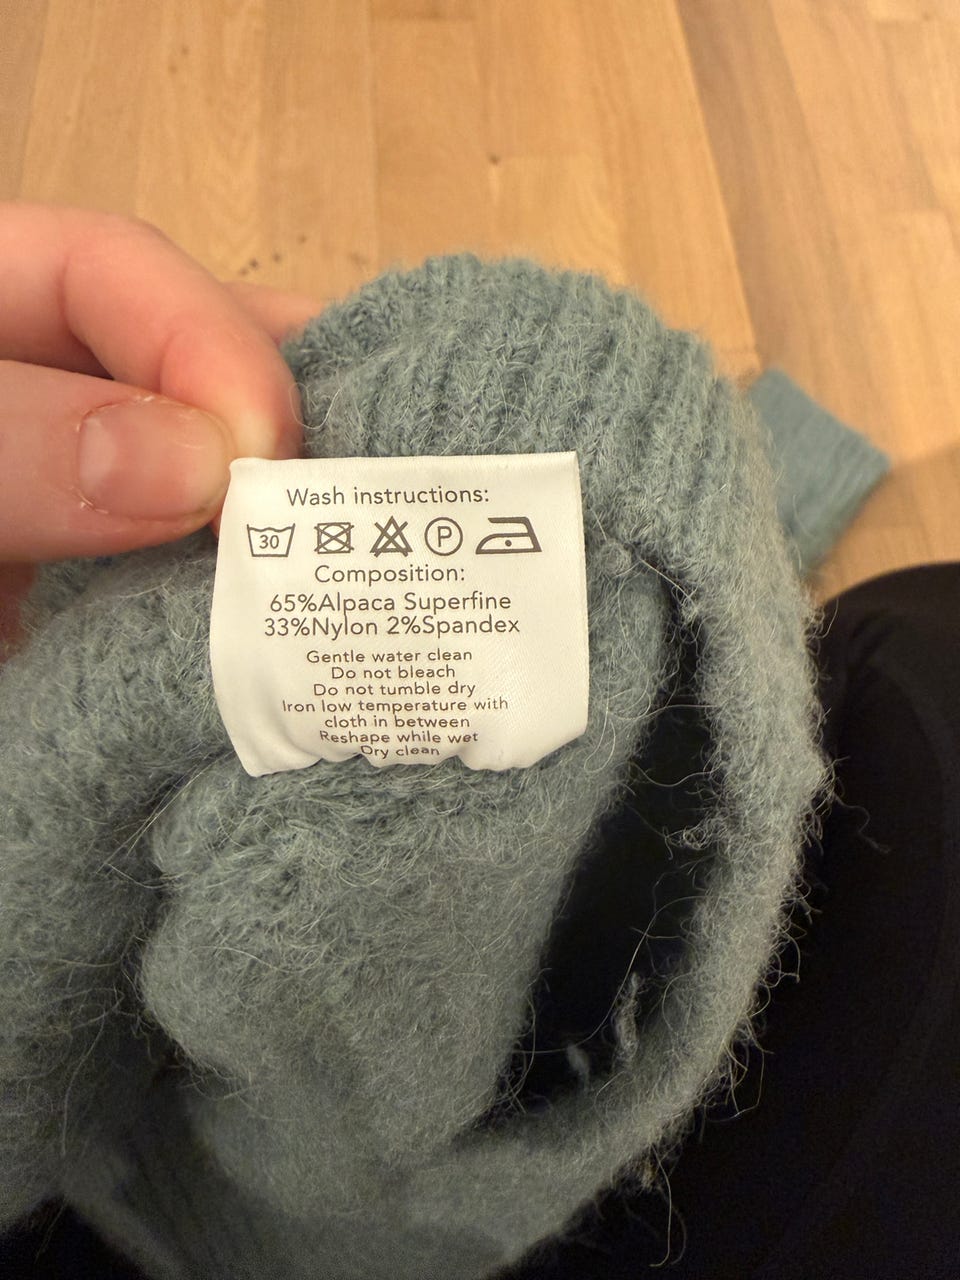 Wash instructions:
30 P
Composition:
65%Alpaca Superfine
33%Nylon 2%Spandex
Gentle water clean
Do not bleach
Do not tumble dry
Iron low temperature with
cloth in between
Reshape while wet
Dry clean